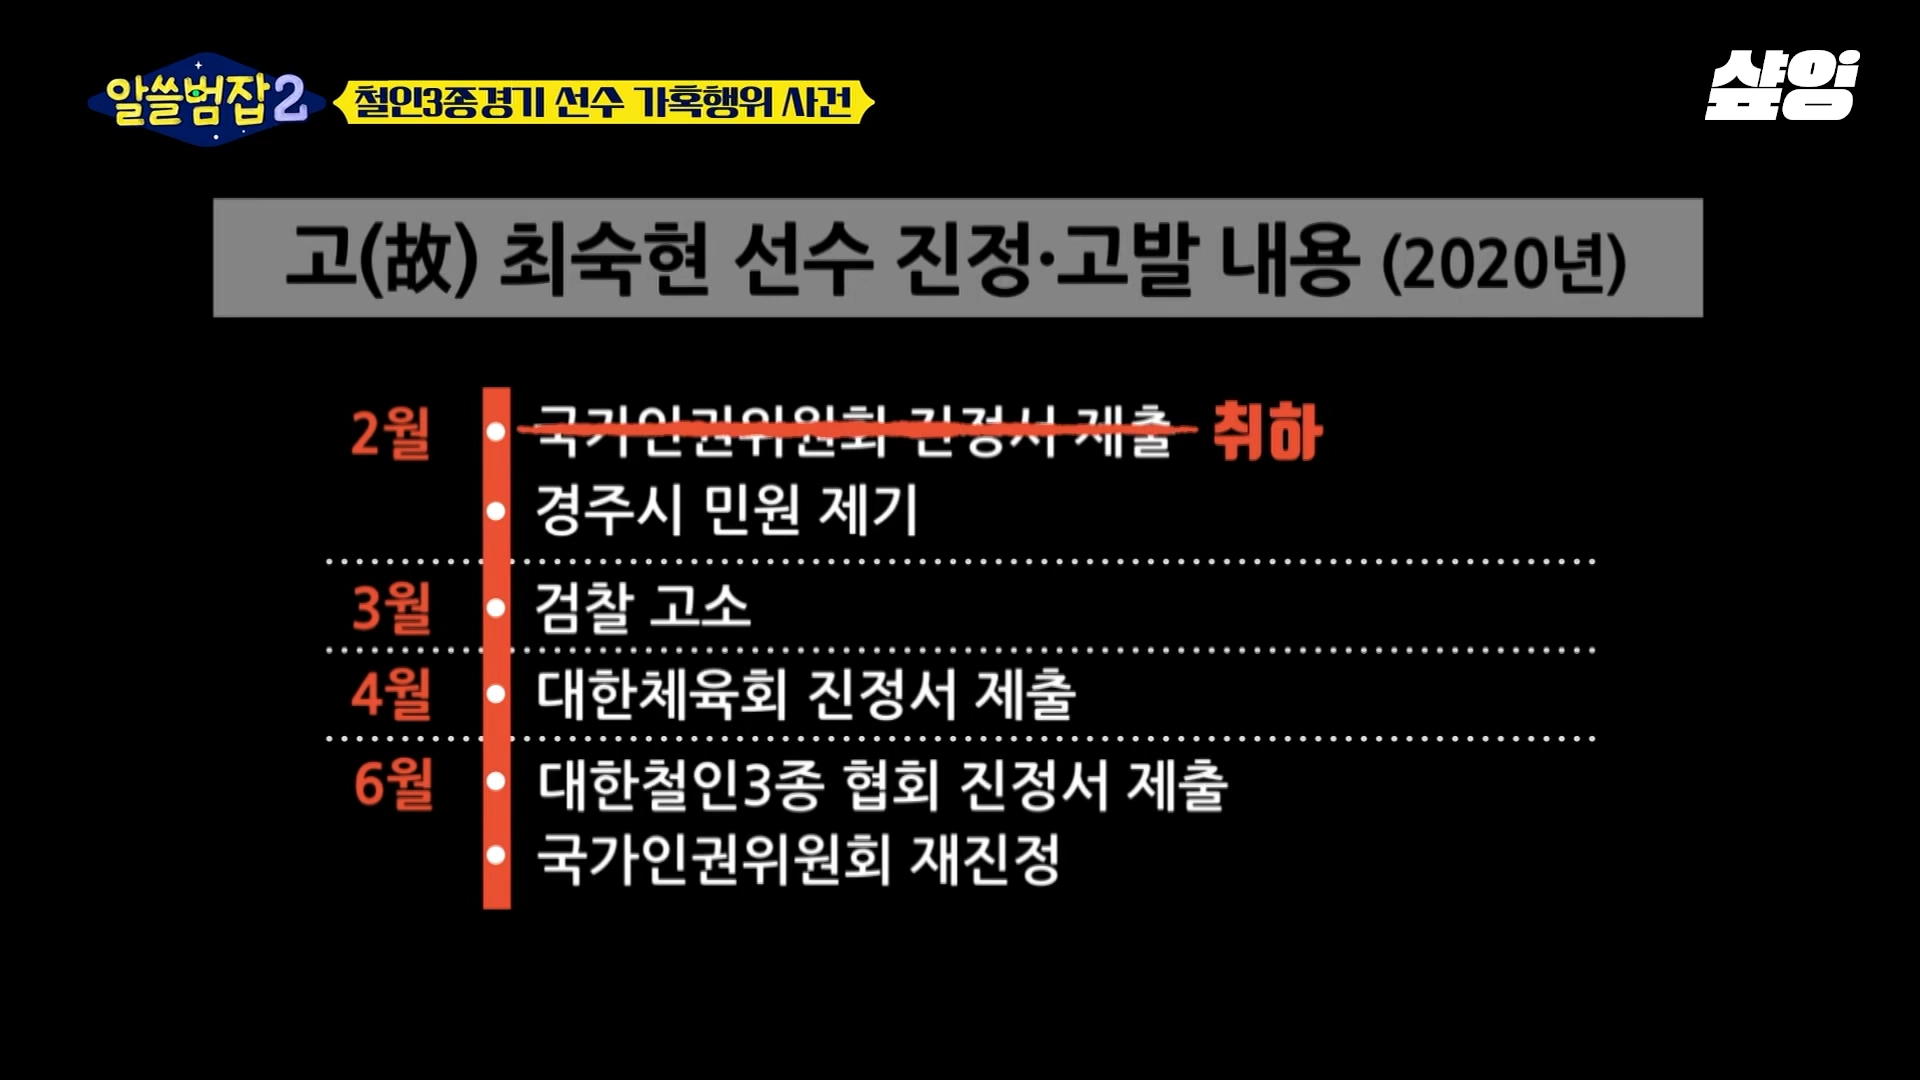 알쓸범잡2
철인3종경기 선수 가혹행위 사건
샾잉
고(故) 최숙현 선수 진정·고발 내용 (2020년)
2월
국가인권위원회 진정서 제출 취하
경주시 민원 제기
3월
검찰 고소
4월
대한체육회 진정서 제출
6월
대한철인3종 협회 진정서 제출
국가인권위원회 재진정